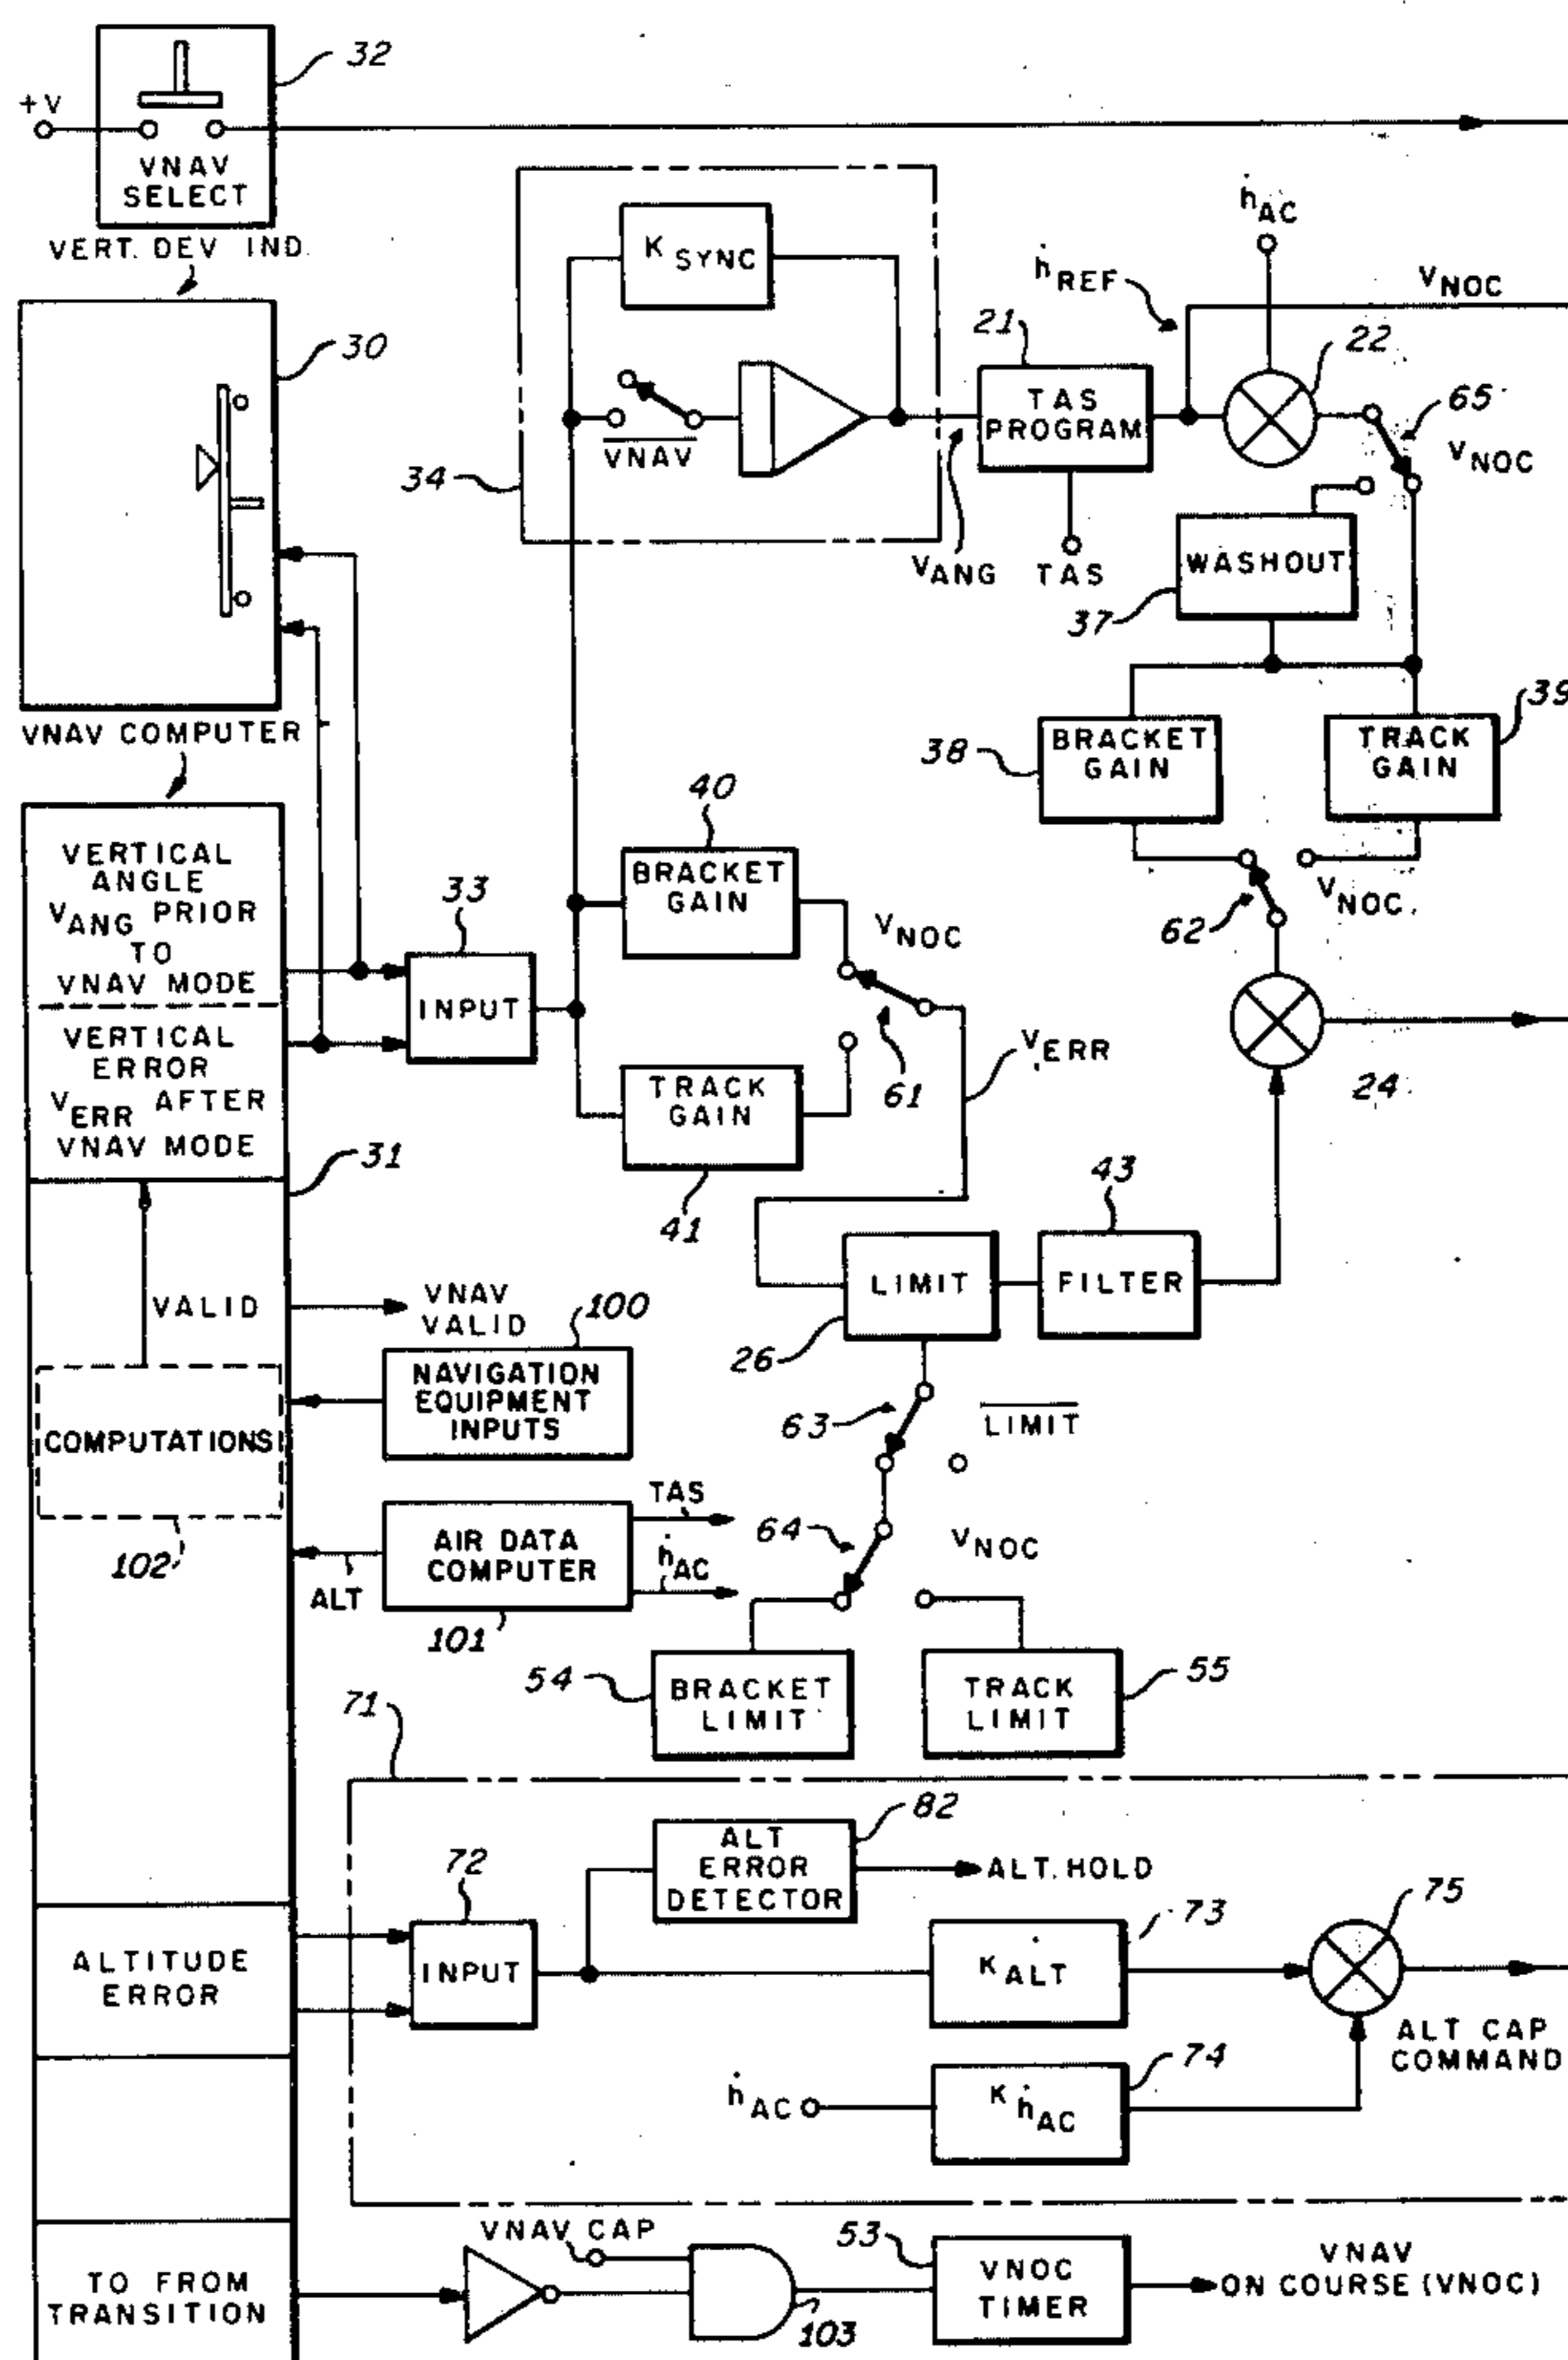 32
+V
VNAV
SELECT
VERT. DEV IND.
ḣAC
K SYNC
ḣREF
VNOC
30
21
22
TAS
PROGRAM
65
VNAV
VNOC
34
VANG
TAS
WASHOUT
37
39
VNAV COMPUTER
38
BRACKET
GAIN
TRACK
GAIN
40
VERTICAL
ANGLE
VANG PRIOR
TO
VNAV MODE
33
BRACKET
GAIN
VNOC
62
VNOC.
INPUT
VERTICAL
ERROR
VERR AFTER
VNAV MODE
61
VERR
24
TRACK
GAIN
31
41
43
VALID
VNAV
VALID
100
LIMIT
FILTER
26
NAVIGATION
EQUIPMENT
INPUTS
63
LIMIT
COMPUTATIONS
TAS
102
AIR DATA
COMPUTER
64
VNOC
ALT
ḣAC
101
54
BRACKET
LIMIT
TRACK
LIMIT
55
71
82
ALT
ERROR
DETECTOR
ALT. HOLD
72
73
75
ALTITUDE
ERROR
INPUT
K ALT
ALT CAP
COMMAND
74
ḣAC
K ḣAC
VNAV CAP
53
VNAV
ON COURSE (VNOC)
TO FROM
TRANSITION
VNOC
TIMER
103